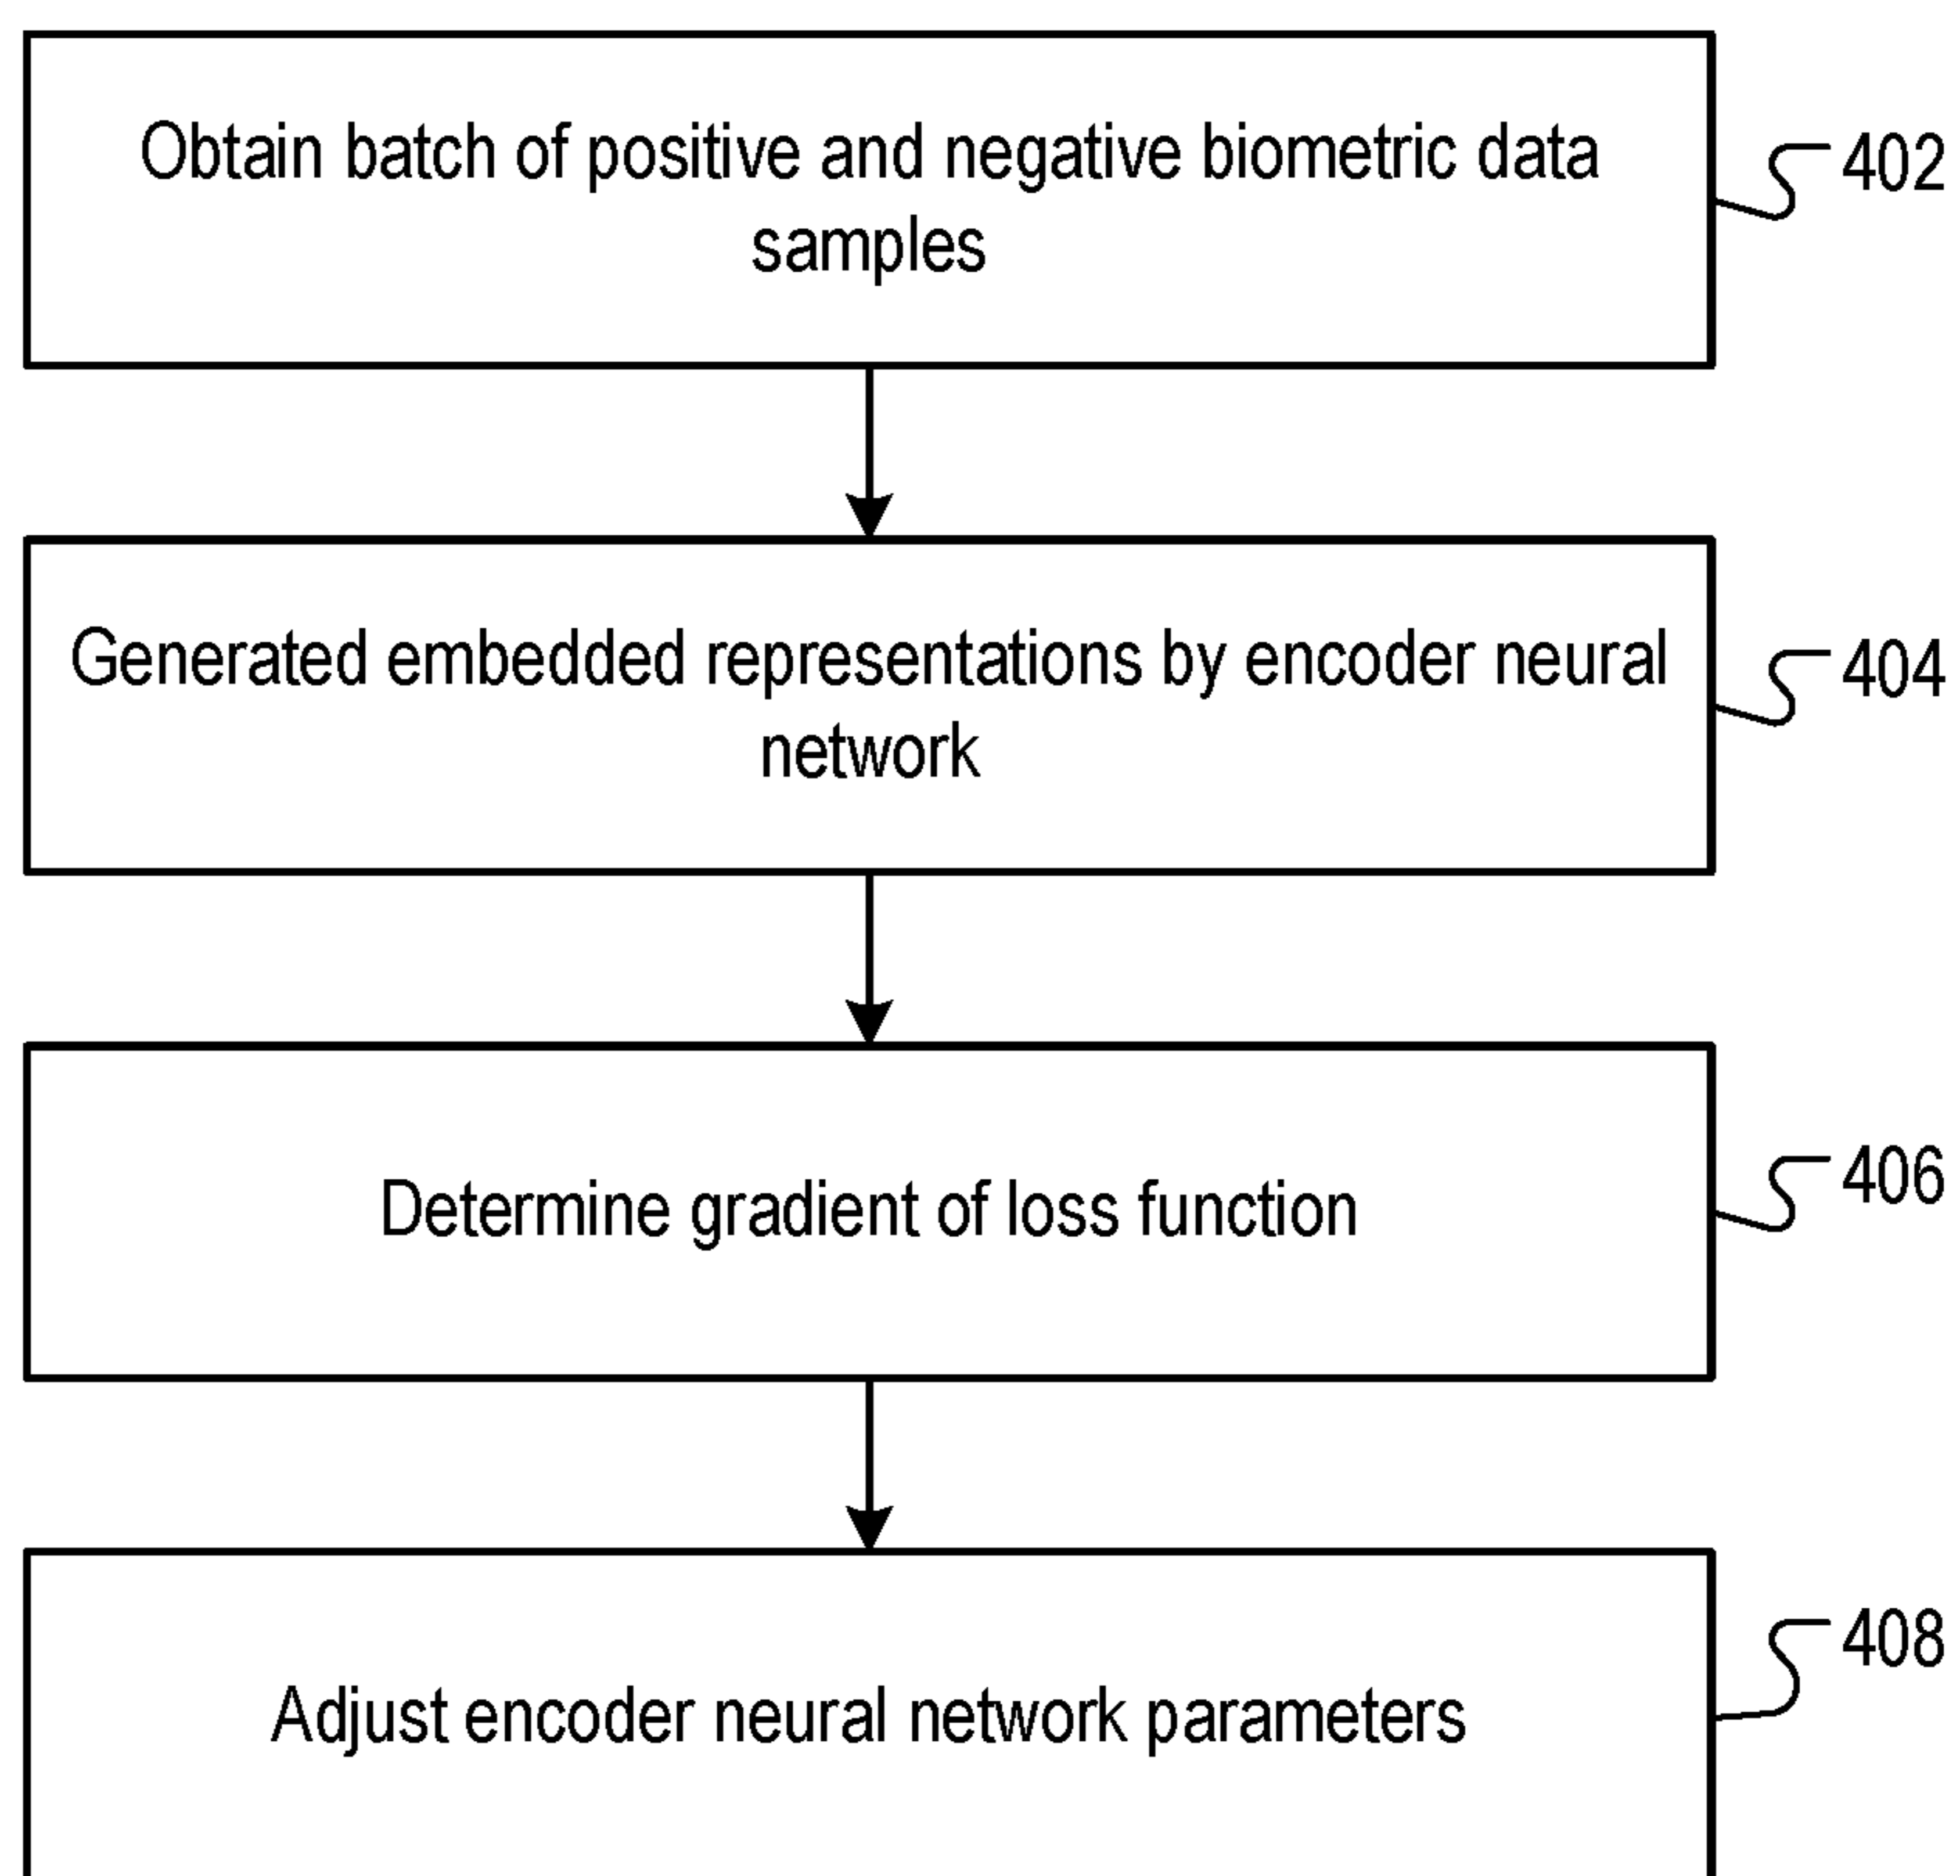 Obtain batch of positive and negative biometric data
samples
402
Generated embedded representations by encoder neural
network
404
Determine gradient of loss function
406
Adjust encoder neural network parameters
408